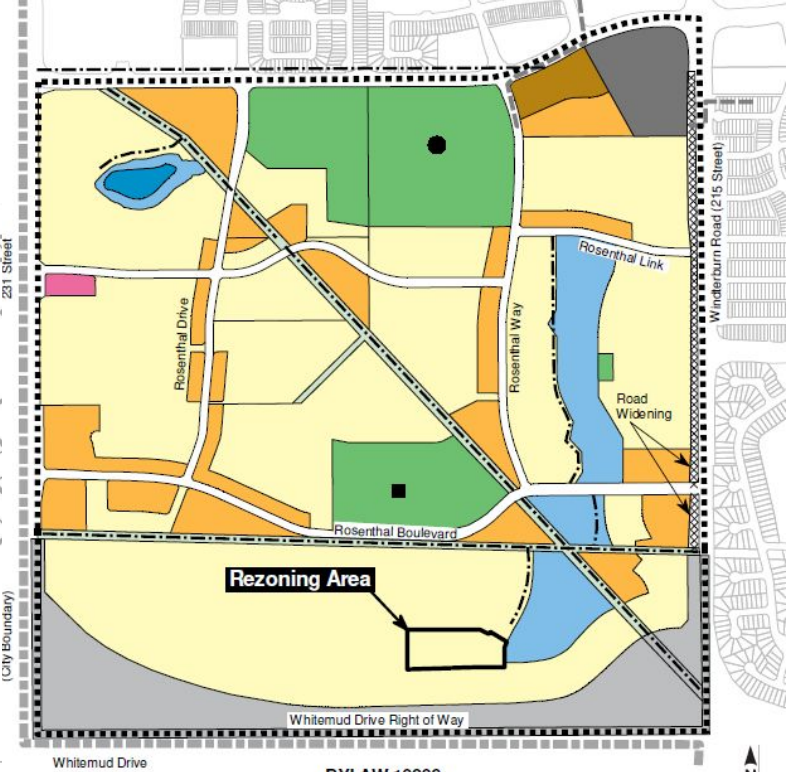 Rosenthal Link
Winterburn Road (215 Street)
231 Street
Rosenthal Drive
Rosenthal Way
Road
Widening
Rosenthal Boulevard
Rezoning Area
(City Boundary)
Whitemud Drive Right of Way
Whitemud Drive